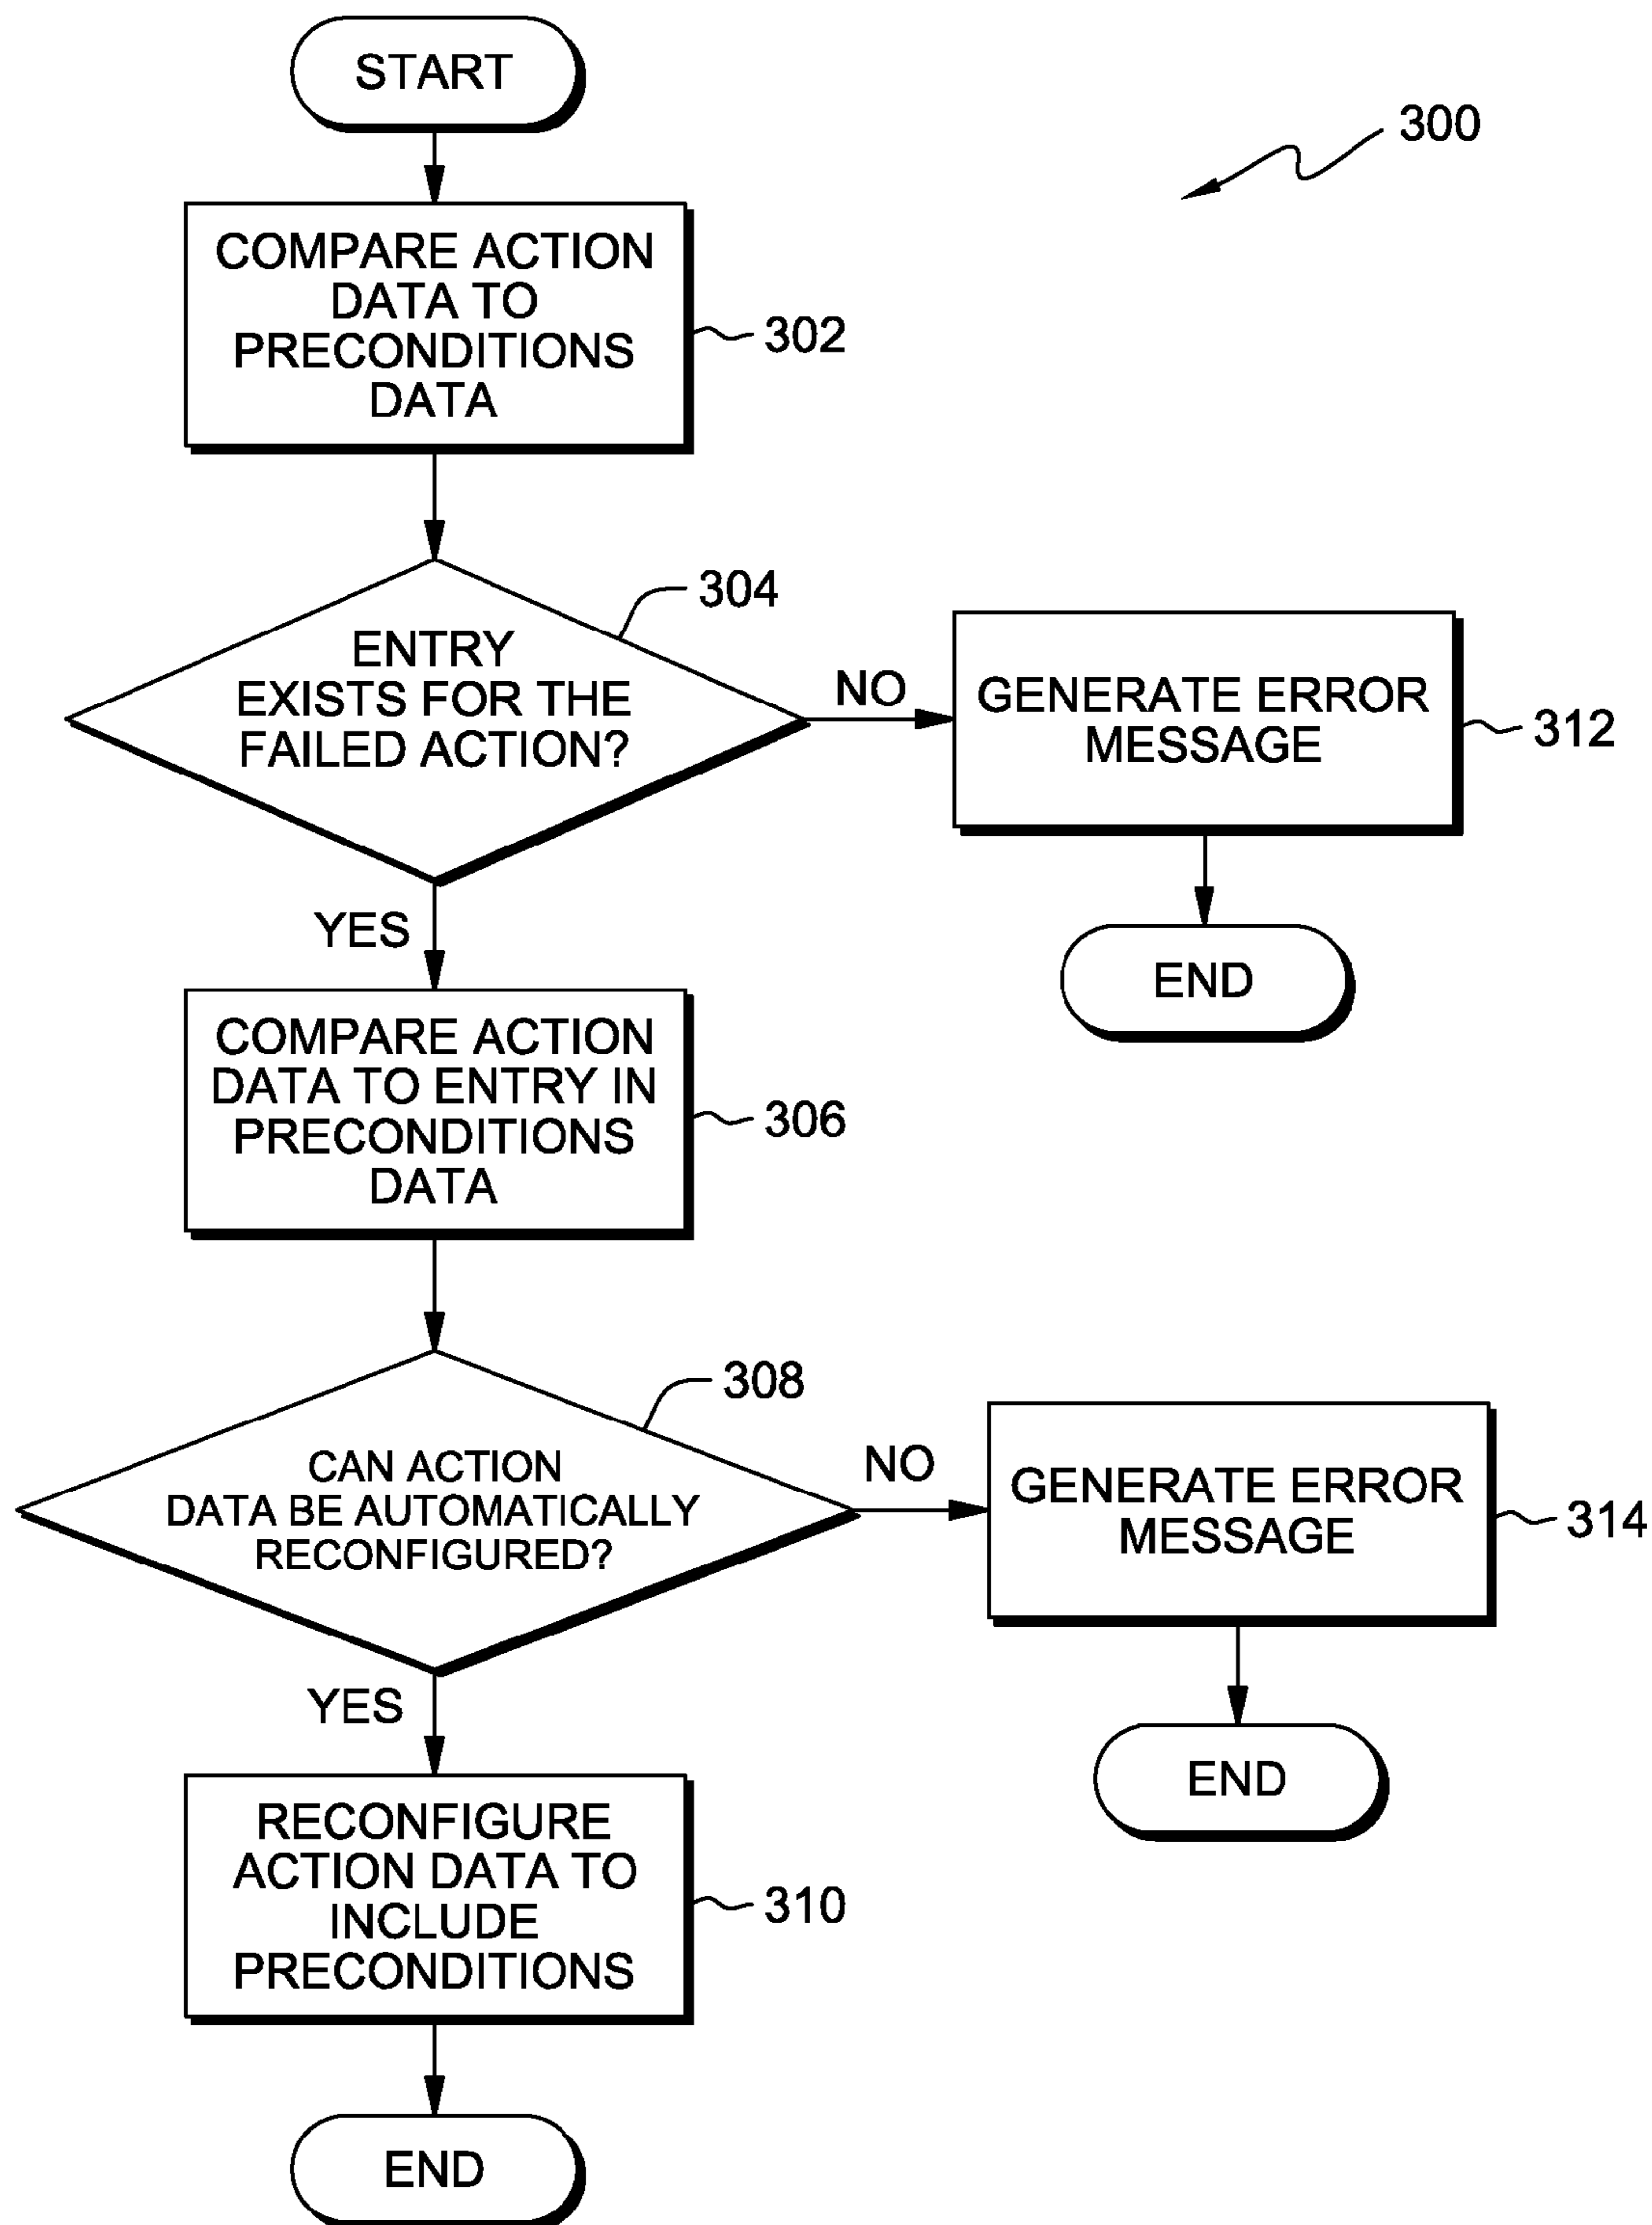 START
300
COMPARE ACTION
DATA TO
PRECONDITIONS
DATA
302
304
ENTRY
EXISTS FOR THE
FAILED ACTION?
NO
GENERATE ERROR
MESSAGE
312
END
YES
COMPARE ACTION
DATA TO ENTRY IN
PRECONDITIONS
DATA
306
308
CAN ACTION
DATA BE AUTOMATICALLY
RECONFIGURED?
NO
GENERATE ERROR
MESSAGE
314
END
YES
RECONFIGURE
ACTION DATA TO
INCLUDE
PRECONDITIONS
310
END